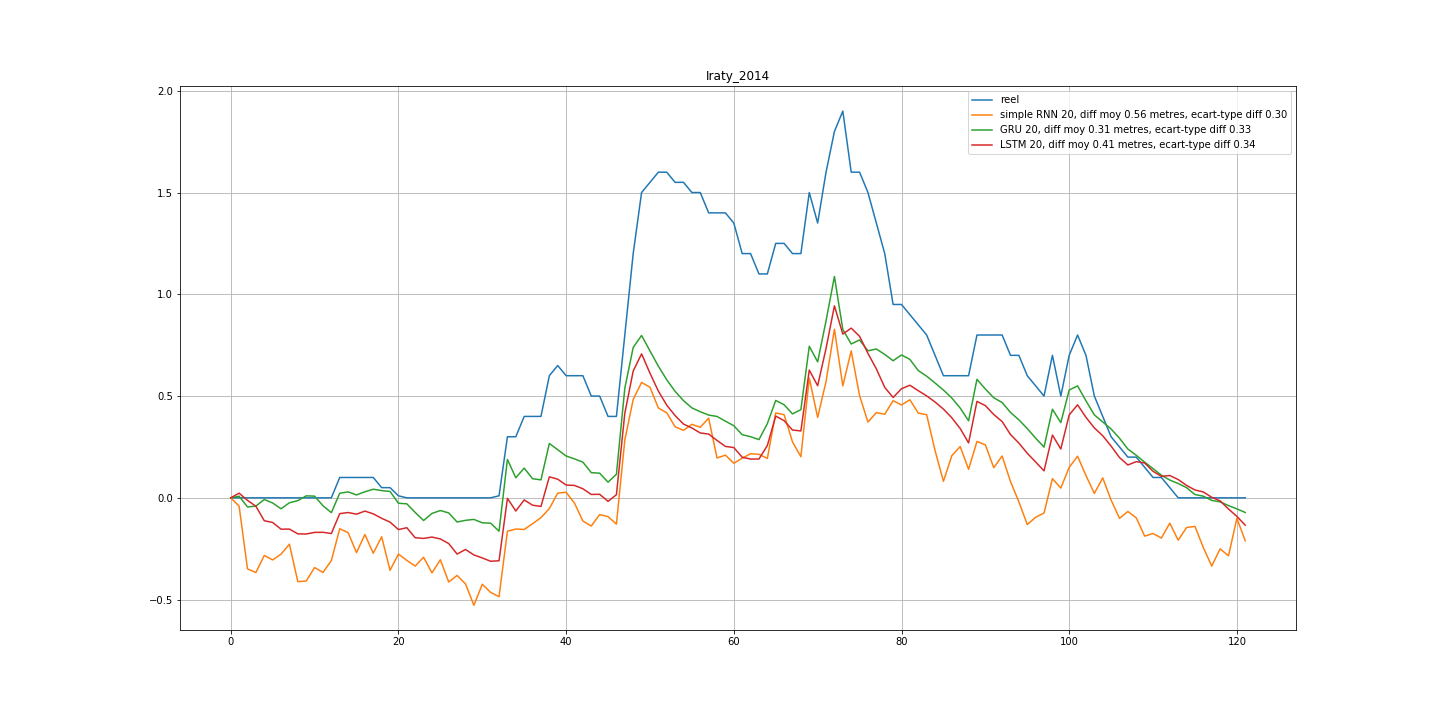 Iraty_2014
reel
simple RNN 20, diff moy 0.56 metres, ecart-type diff 0.30
GRU 20, diff moy 0.31 metres, ecart-type diff 0.33
LSTM 20, diff moy 0.41 metres, ecart-type diff 0.34
2.0
1.5
1.0
0.5
0.0
−0.5
0 20 40 60 80 100 120